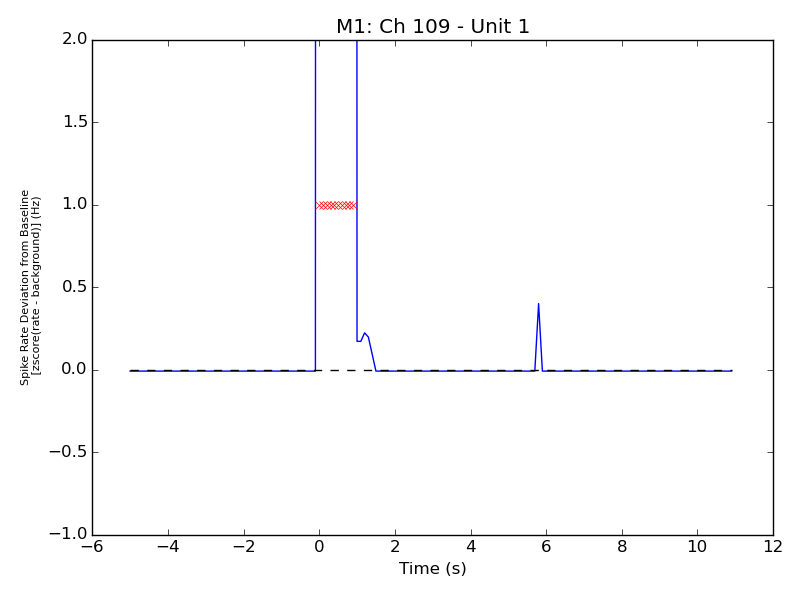 M1: Ch 109 - Unit 1
2.0
1.5
1.0
0.5
0.0
−0.5
−1.0
Spike Rate Deviation from Baseline
[zscore(rate - background)] (Hz)
−6 −4 −2 0 2 4 6 8 10 12
Time (s)